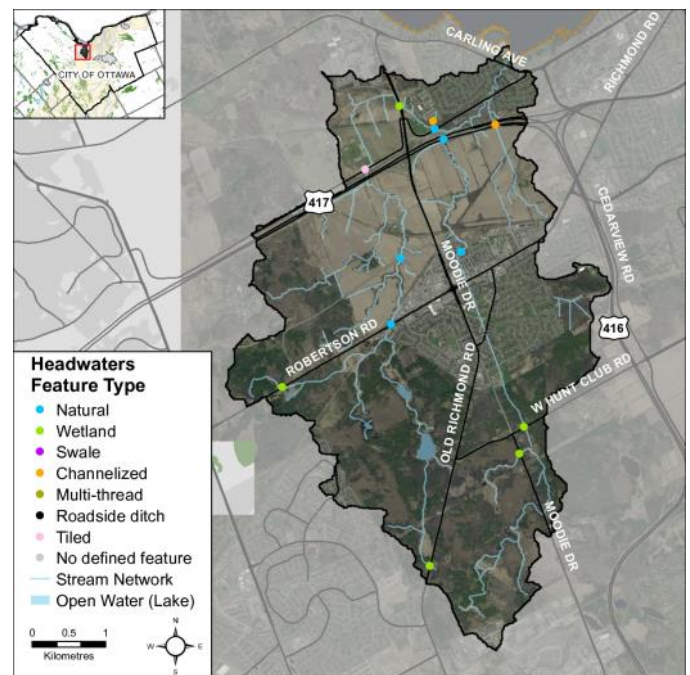 CITY OF OTTAWA
CARLING AVE
RICHMOND RD
417
CEDARVIEW RD
MOODIE DR
416
ROBERTSON RD
OLD RICHMOND RD
W HUNT CLUB RD
MOODIE DR
Headwaters
Feature Type
Natural
Wetland
Swale
Channelized
Multi-thread
Roadside ditch
Tiled
No defined feature
Stream Network
Open Water (Lake)
0 0.5 1
Kilometres
N
W E
S